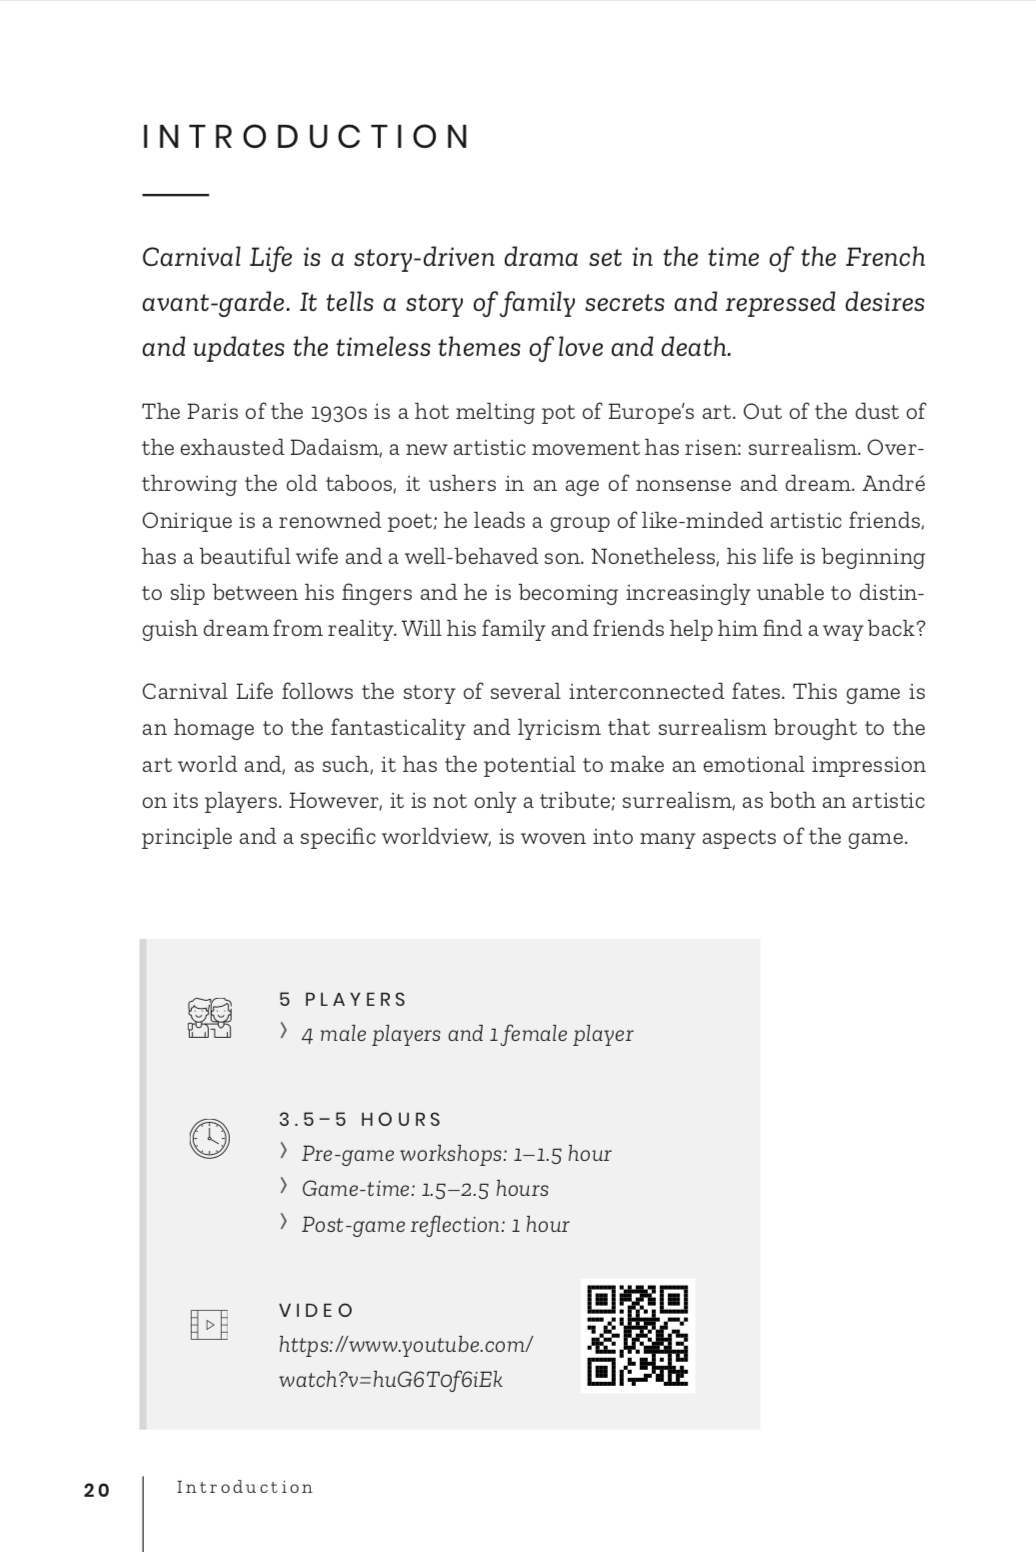 INTRODUCTION
Carnival Life is a story-driven drama set in the time of the French
avant-garde. It tells a story of family secrets and repressed desires
and updates the timeless themes of love and death.
The Paris of the 1930s is a hot melting pot of Europe’s art. Out of the dust of
the exhausted Dadaism, a new artistic movement has risen: surrealism. Over-
throwing the old taboos, it ushers in an age of nonsense and dream. André
Onirique is a renowned poet; he leads a group of like-minded artistic friends,
has a beautiful wife and a well-behaved son. Nonetheless, his life is beginning
to slip between his fingers and he is becoming increasingly unable to distin-
guish dream from reality. Will his family and friends help him find a way back?
Carnival Life follows the story of several interconnected fates. This game is
an homage to the fantasticality and lyricism that surrealism brought to the
art world and, as such, it has the potential to make an emotional impression
on its players. However, it is not only a tribute; surrealism, as both an artistic
principle and a specific worldview, is woven into many aspects of the game.
5 PLAYERS
› 4 male players and 1 female player
3.5–5 HOURS
› Pre-game workshops: 1–1.5 hour
› Game-time: 1.5–2.5 hours
› Post-game reflection: 1 hour
VIDEO
https://www.youtube.com/
watch?v=huG6T0f6iEk
20 Introduction